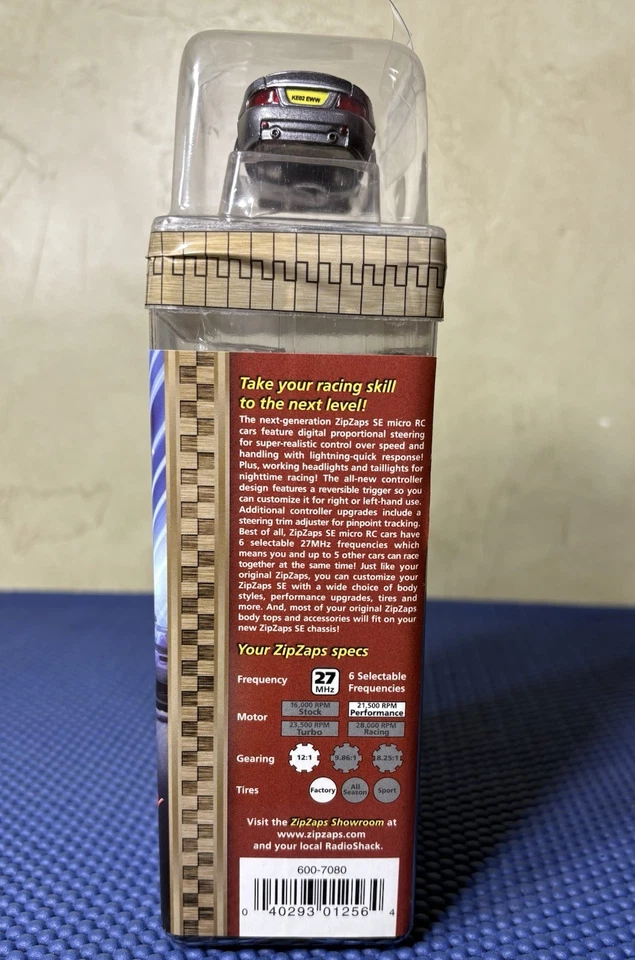 KE02 EWW
Take your racing skill
to the next level!
The next-generation ZipZaps SE micro RC
cars feature digital proportional steering
for super-realistic control over speed and
handling with lightning-quick response!
Plus, working headlights and taillights for
nighttime racing! The all-new controller
design features a reversible trigger so you
can customize it for right or left-hand use.
Additional controller upgrades include a
steering trim adjuster for pinpoint tracking.
Best of all, ZipZaps SE micro RC cars have
6 selectable 27MHz frequencies which
means you and up to 5 other cars can race
together at the same time! Just like your
original ZipZaps, you can customize your
ZipZaps SE with a wide choice of body
styles, performance upgrades, tires and
more. And, most of your original ZipZaps
body tops and accessories will fit on your
new ZipZaps SE chassis!
Your ZipZaps specs
Frequency 27 MHz 6 Selectable Frequencies
Motor
16,000 RPM Stock 21,500 RPM Performance
23,500 RPM Turbo 28,000 RPM Racing
Gearing 12:1 9.86:1 8.25:1
Tires Factory All Season Sport
Visit the ZipZaps Showroom at
www.zipzaps.com
and your local RadioShack.
600-7080
0 40293 01256 4